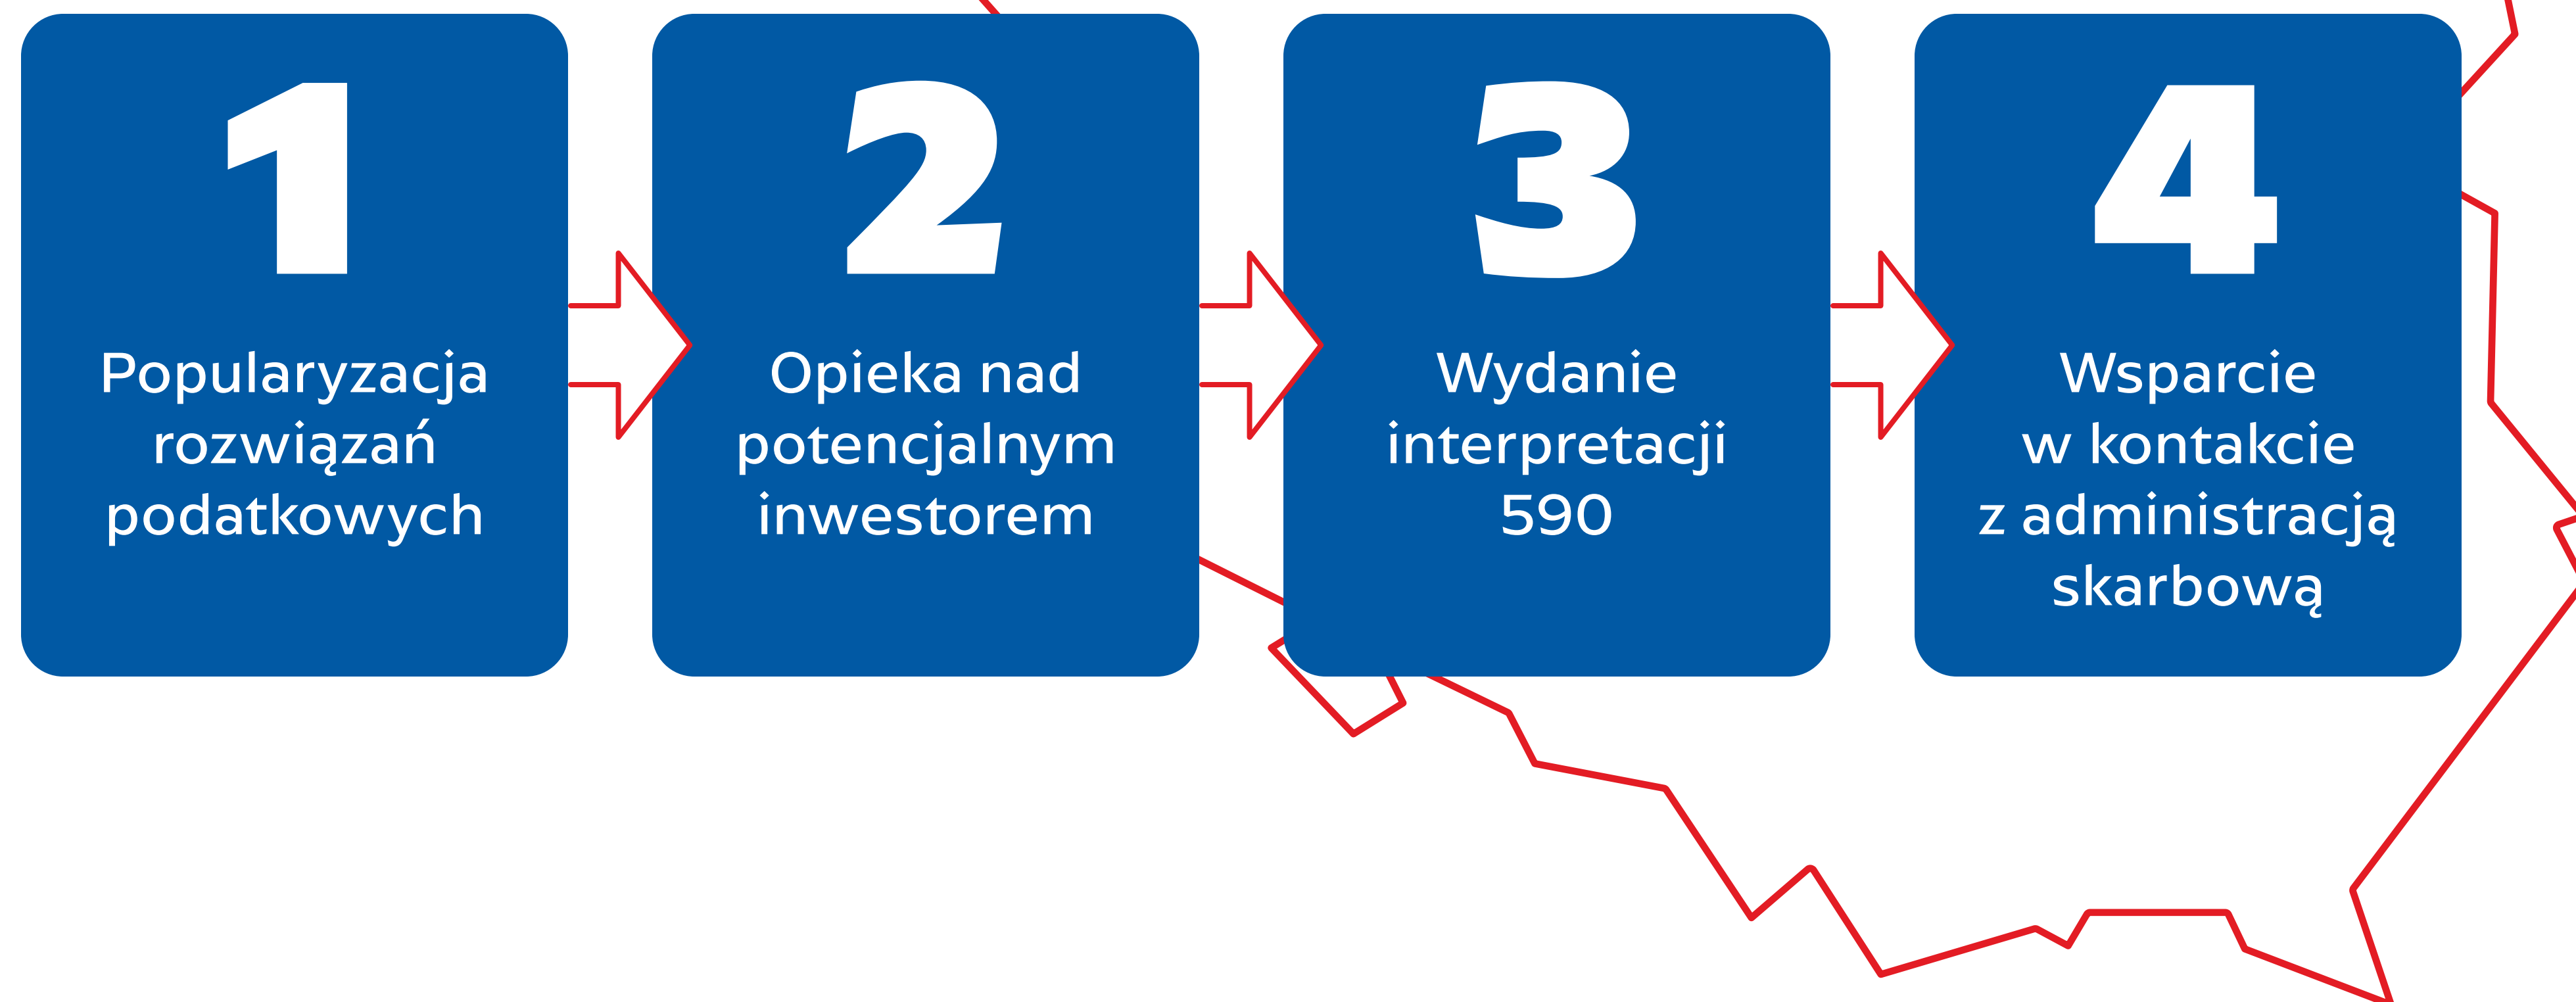 1
Popularyzacja
rozwiązań
podatkowych
2
Opieka nad
potencjalnym
inwestorem
3
Wydanie
interpretacji
590
4
Wsparcie
w kontakcie
z administracją
skarbową